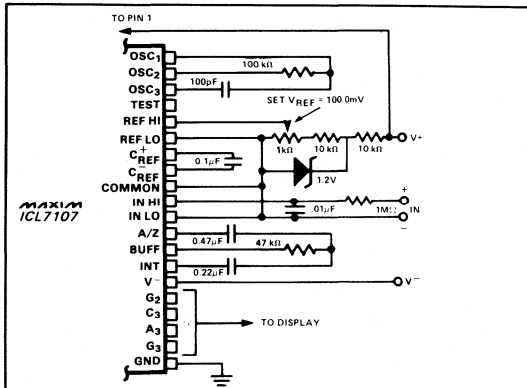 TO PIN 1
OSC1
OSC2
OSC3
TEST
REF HI
REF LO
C+REF
C−REF
COMMON
IN HI
IN LO
A/Z
BUFF
INT
V−
G2
C3
A3
G3
GND
MAXIM
ICL7107
100 kΩ
100pF
SET VREF = 100.0mV
1kΩ
10 kΩ
10 kΩ
V+
0.1µF
1.2V
.01µF
1MΩ
+
IN
−
0.47µF
47 kΩ
0.22µF
V−
TO DISPLAY